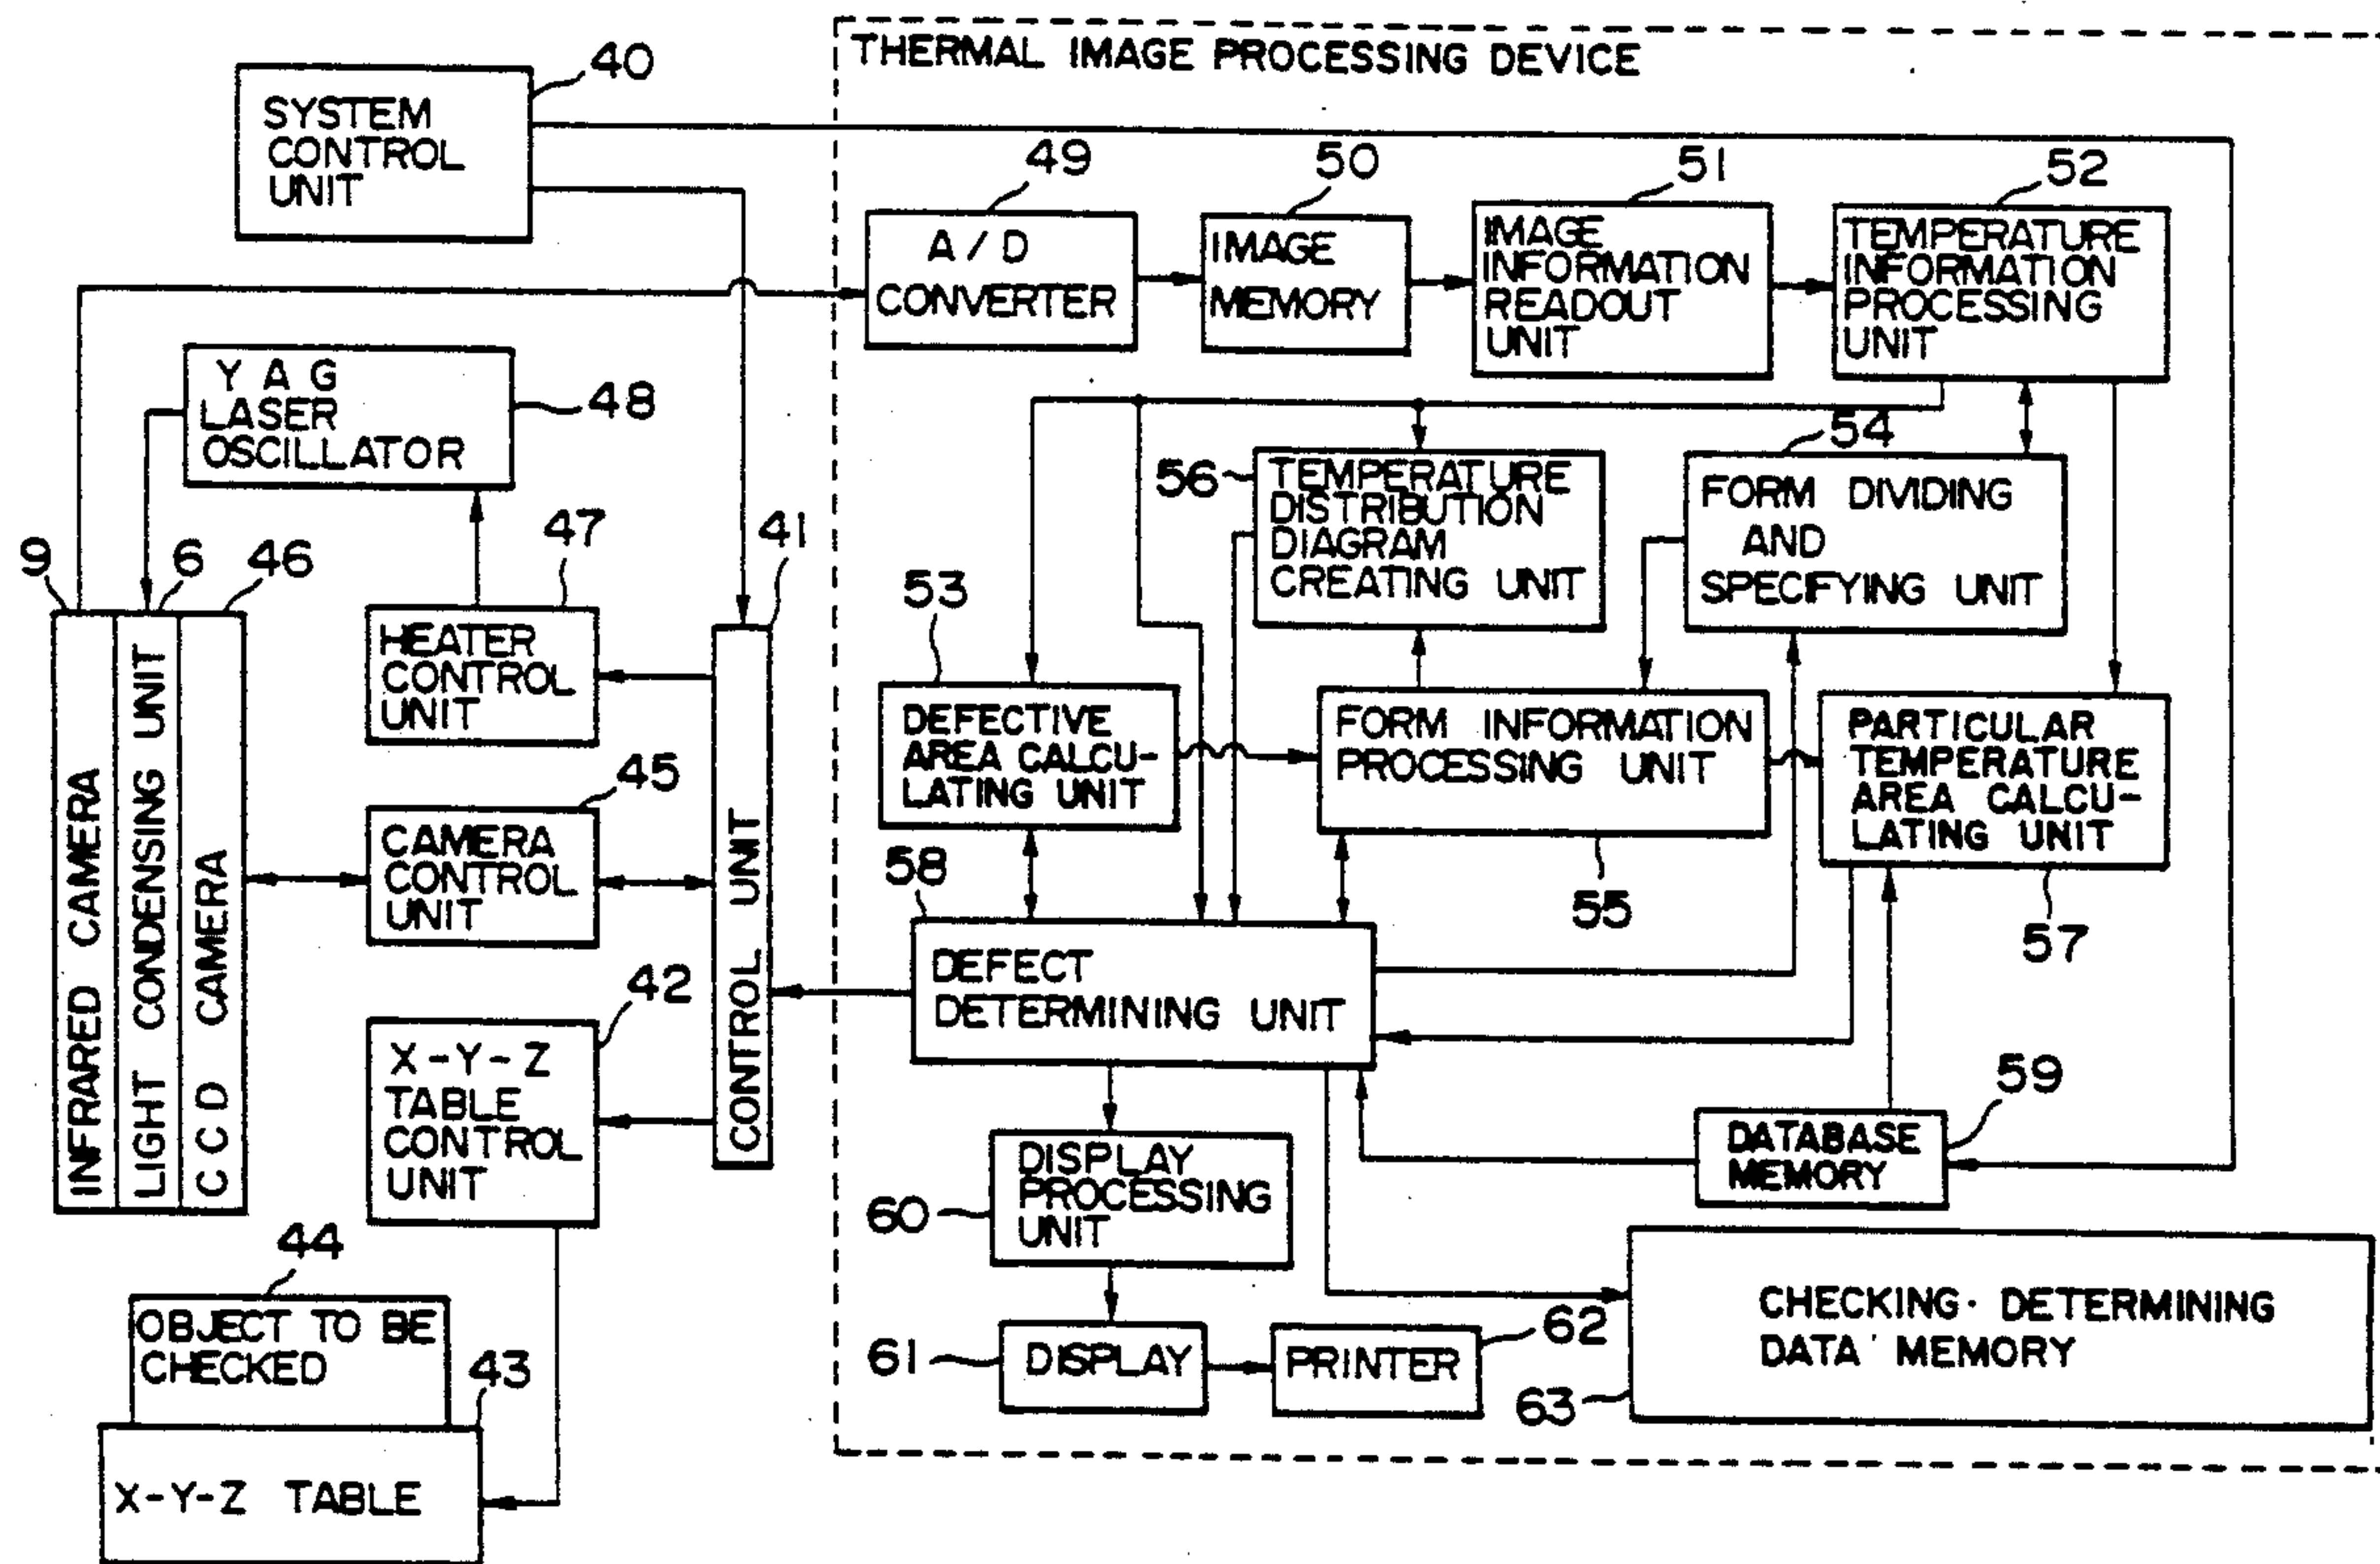 THERMAL IMAGE PROCESSING DEVICE
40
SYSTEM
CONTROL
UNIT
49
A / D
CONVERTER
50
IMAGE
MEMORY
51
IMAGE
INFORMATION
READOUT
UNIT
52
TEMPERATURE
INFORMATION
PROCESSING
UNIT
Y A G
LASER
OSCILLATOR
48
56
TEMPERATURE
DISTRIBUTION
DIAGRAM
CREATING UNIT
54
FORM DIVIDING
AND
SPECIFYING UNIT
9
6
46
INFRARED CAMERA
LIGHT CONDENSING UNIT
C C D CAMERA
47
HEATER
CONTROL
UNIT
41
CONTROL UNIT
53
DEFECTIVE
AREA CALCU-
LATING UNIT
FORM INFORMATION
PROCESSING UNIT
55
PARTICULAR
TEMPERATURE
AREA CALCU-
LATING UNIT
57
45
CAMERA
CONTROL
UNIT
58
DEFECT
DETERMINING UNIT
42
X-Y-Z
TABLE
CONTROL
UNIT
59
DATABASE
MEMORY
60
DISPLAY
PROCESSING
UNIT
44
OBJECT TO BE
CHECKED
43
X-Y-Z TABLE
61
DISPLAY
62
PRINTER
63
CHECKING· DETERMINING
DATA MEMORY